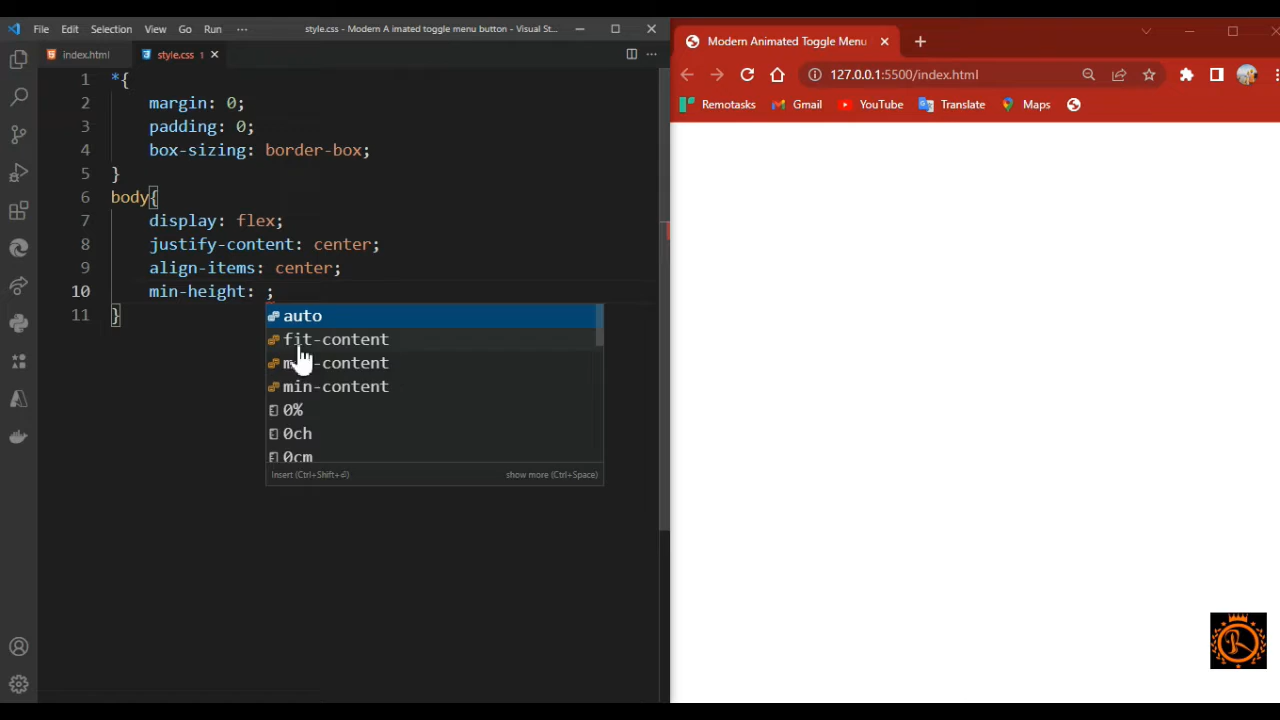 File Edit Selection View Go Run ··· style.css - Modern A imated toggle menu button - Visual St...
index.html style.css 1
1 *{
2 margin: 0;
3 padding: 0;
4 box-sizing: border-box;
5 }
6 body{
7 display: flex;
8 justify-content: center;
9 align-items: center;
10 min-height: ;
11 }
auto
fit-content
-content
min-content
0%
0ch
0cm
Insert (Ctrl+Shift+⏎) show more (Ctrl+Space)
Modern Animated Toggle Menu
127.0.0.1:5500/index.html
Remotasks Gmail YouTube Translate Maps